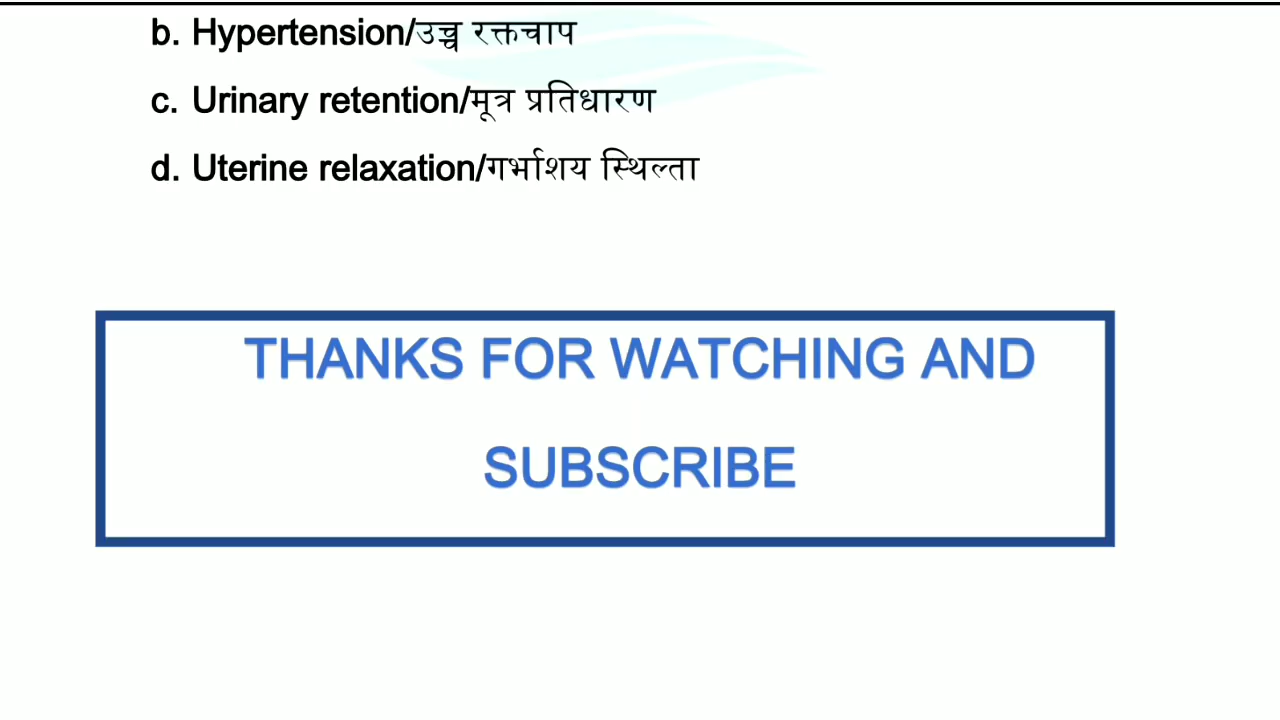 b. Hypertension/उच्च रक्तचाप
c. Urinary retention/मूत्र प्रतिधारण
d. Uterine relaxation/गर्भाशय स्थिल्ता
THANKS FOR WATCHING AND
SUBSCRIBE